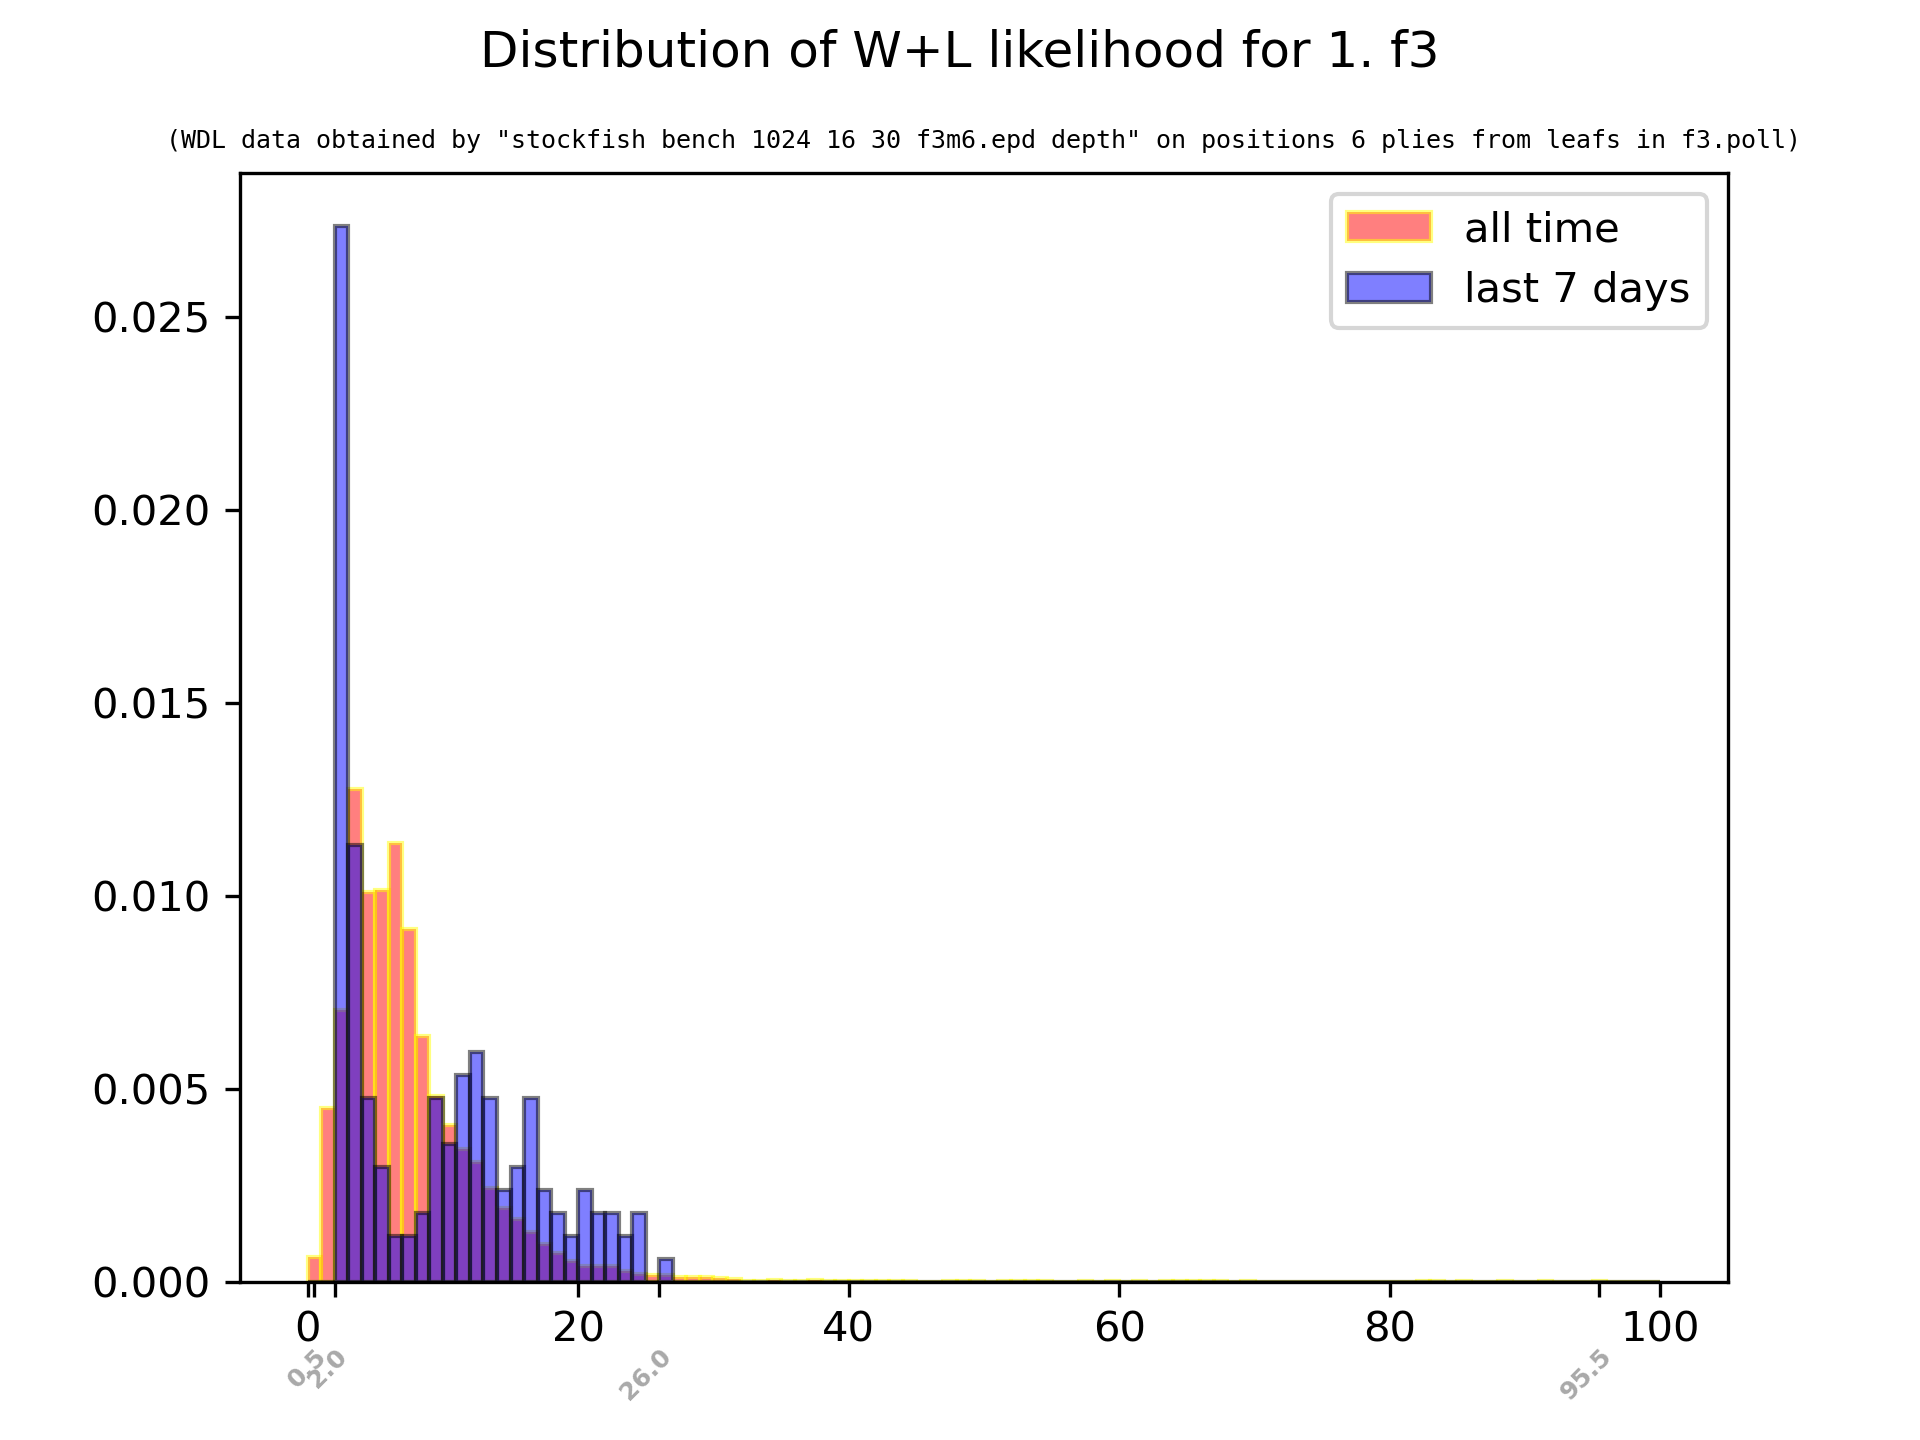 Distribution of W+L likelihood for 1. f3
(WDL data obtained by "stockfish bench 1024 16 30 f3m6.epd depth" on positions 6 plies from leafs in f3.poll)
all time
last 7 days
0.025
0.020
0.015
0.010
0.005
0.000
0 20 40 60 80 100
0.5 2.0 26.0 95.5